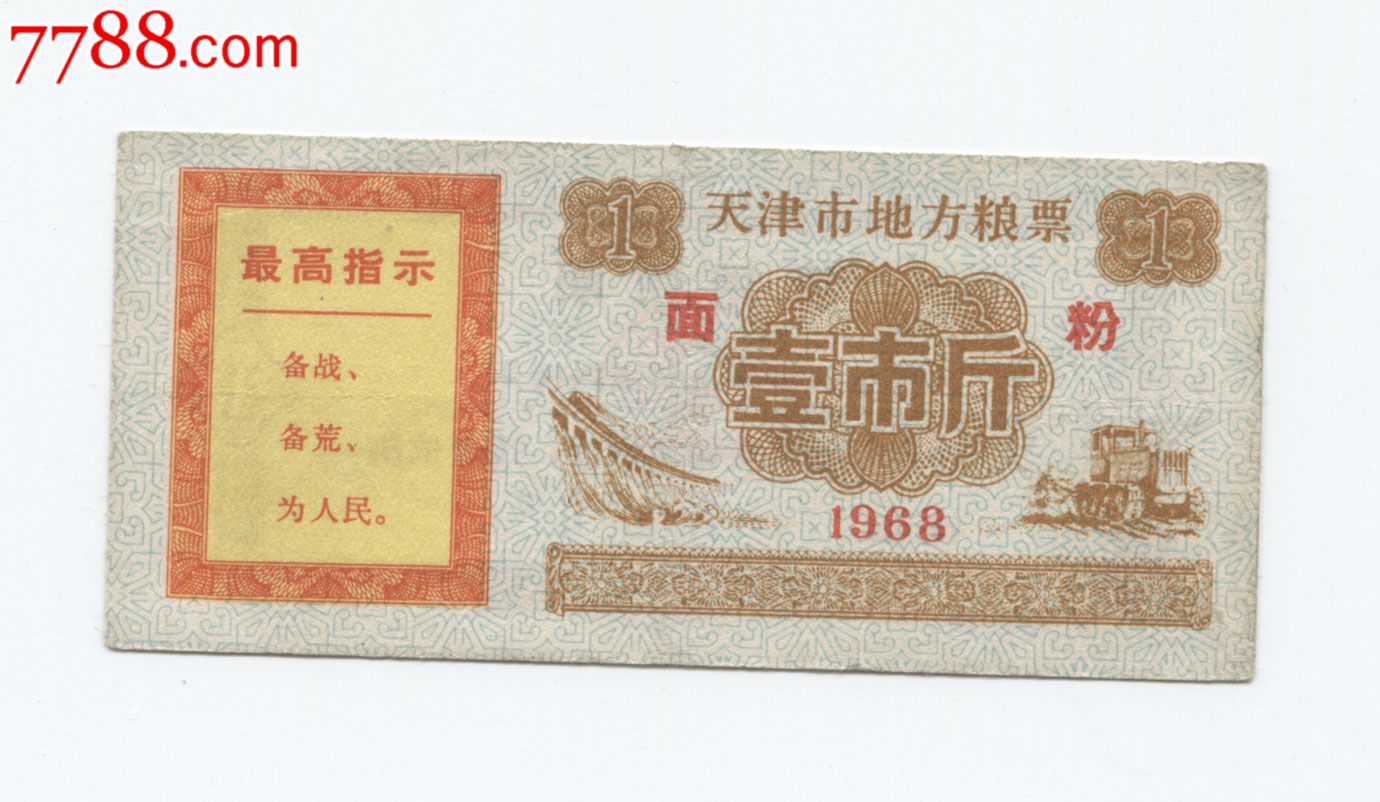 7788.com
最高指示
备战、
备荒、
为人民。
1 天津市地方粮票 1
面 粉
壹市斤
1968